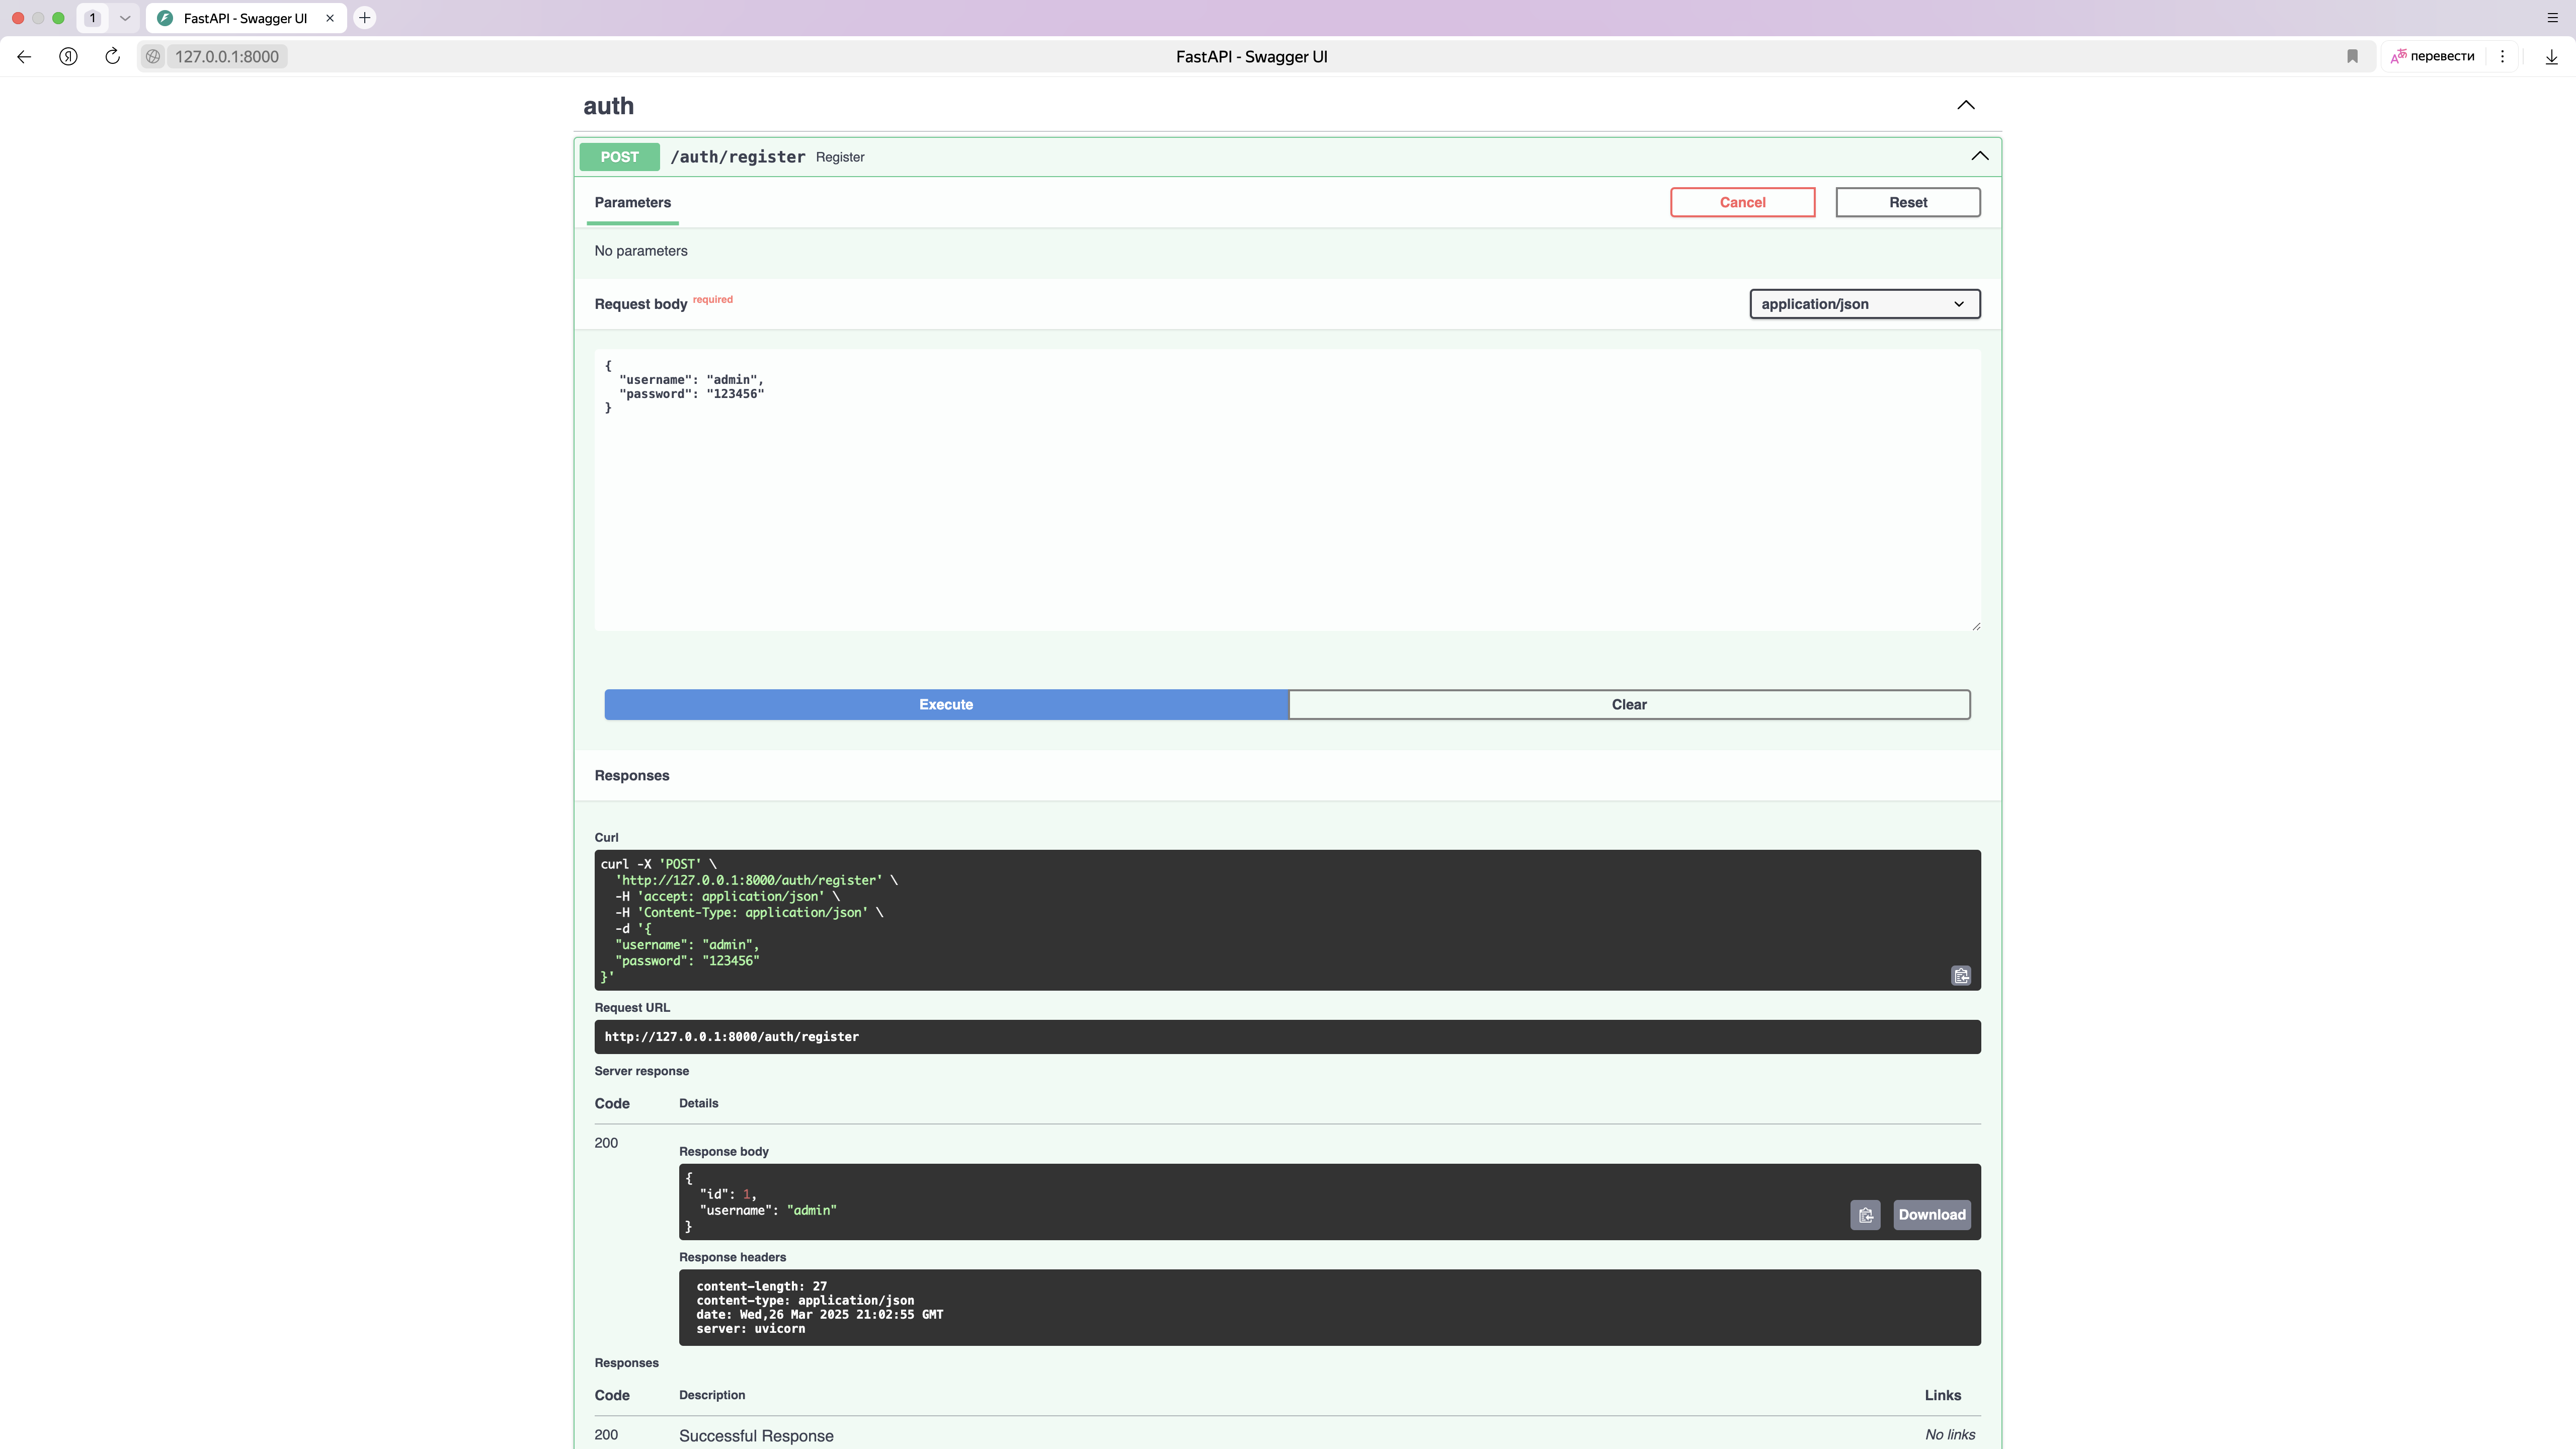 1
FastAPI - Swagger UI
127.0.0.1:8000
FastAPI - Swagger UI
перевести
auth
POST /auth/register Register
Parameters
Cancel
Reset
No parameters
Request body required
application/json
{
  "username": "admin",
  "password": "123456"
}
Execute
Clear
Responses
Curl
curl -X 'POST' \
  'http://127.0.0.1:8000/auth/register' \
  -H 'accept: application/json' \
  -H 'Content-Type: application/json' \
  -d '{
  "username": "admin",
  "password": "123456"
}'
Request URL
http://127.0.0.1:8000/auth/register
Server response
Code Details
200
Response body
{
  "id": 1,
  "username": "admin"
}
Download
Response headers
content-length: 27
content-type: application/json
date: Wed,26 Mar 2025 21:02:55 GMT
server: uvicorn
Responses
Code Description Links
200 Successful Response No links